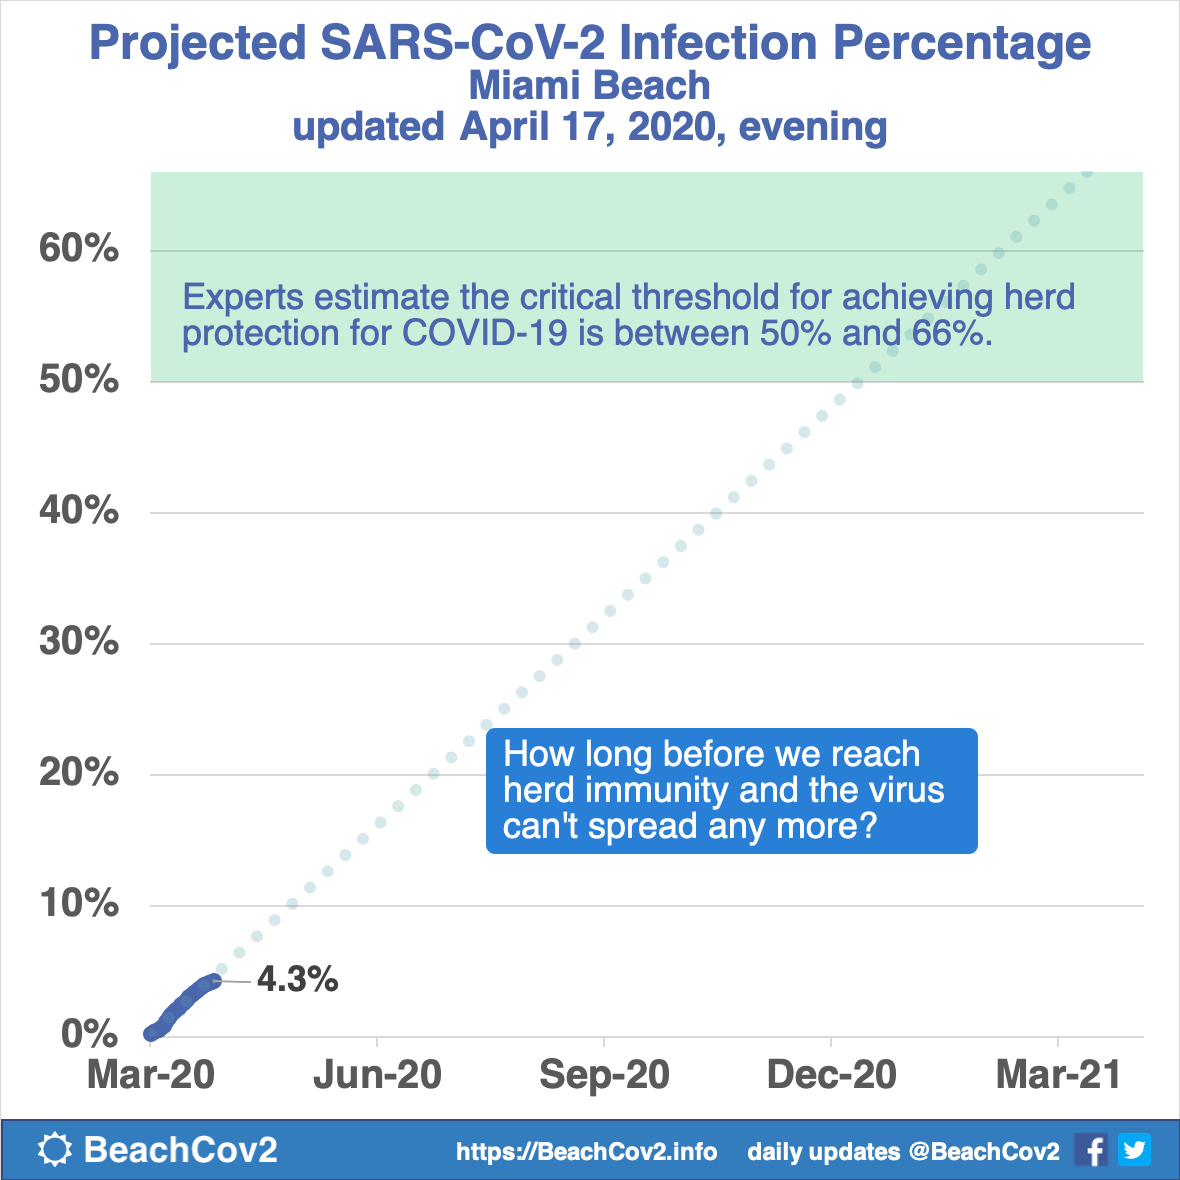 Projected SARS-CoV-2 Infection Percentage
Miami Beach
updated April 17, 2020, evening
60%
Experts estimate the critical threshold for achieving herd
protection for COVID-19 is between 50% and 66%.
50%
40%
30%
20%
How long before we reach
herd immunity and the virus
can't spread any more?
10%
4.3%
0%
Mar-20 Jun-20 Sep-20 Dec-20 Mar-21
BeachCov2 https://BeachCov2.info daily updates @BeachCov2 f